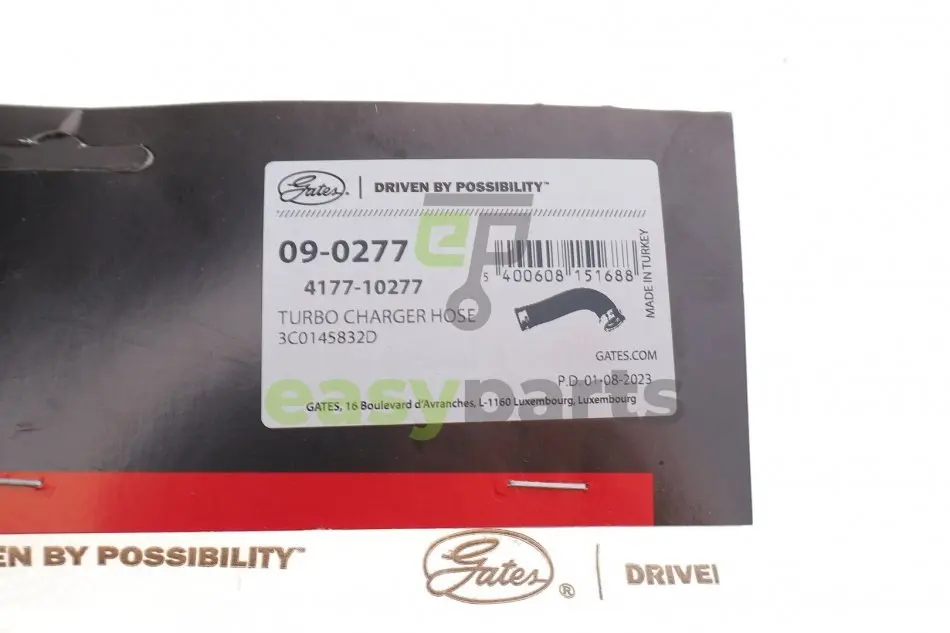 Gates® | DRIVEN BY POSSIBILITY™
09-0277
4177-10277
TURBO CHARGER HOSE
3C0145832D
5 400608 151688
MADE IN TURKEY
GATES.COM
P.D. 01-08-2023
GATES, 16 Boulevard d'Avranches, L-1160 Luxembourg, Luxembourg
easyparts
EN BY POSSIBILITY™
Gates® | DRIVE